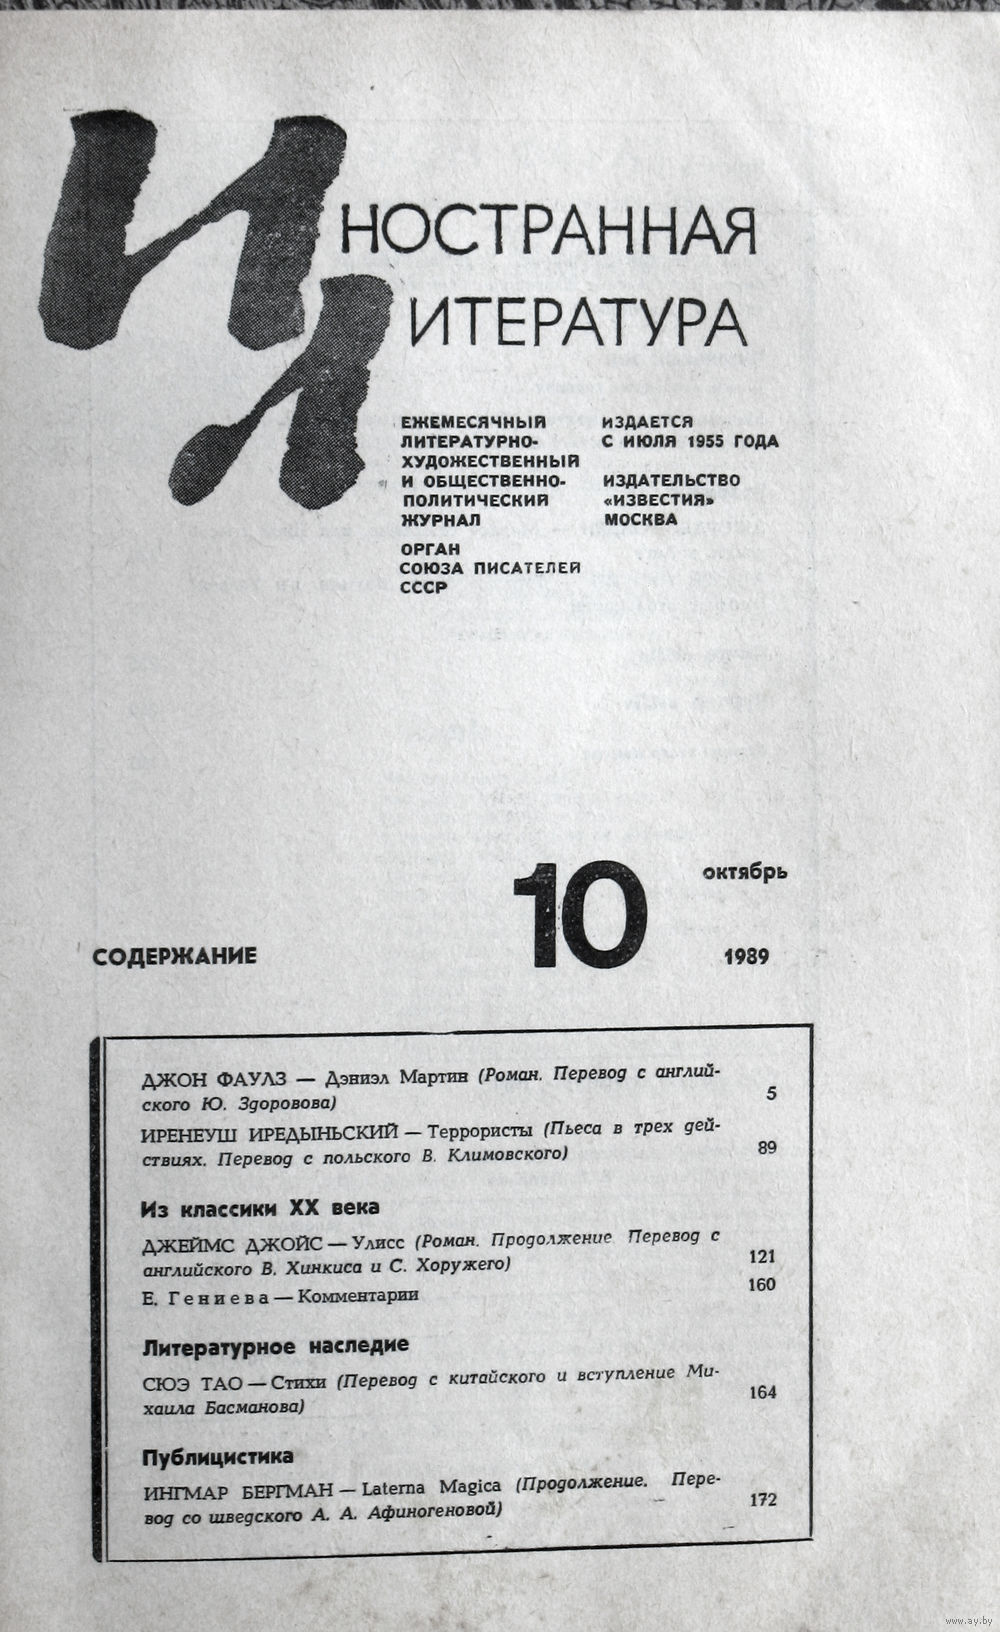 ИНОСТРАННАЯ
ЛИТЕРАТУРА
ЕЖЕМЕСЯЧНЫЙ
ЛИТЕРАТУРНО-
ХУДОЖЕСТВЕННЫЙ
И ОБЩЕСТВЕННО-
ПОЛИТИЧЕСКИЙ
ЖУРНАЛ
ОРГАН
СОЮЗА ПИСАТЕЛЕЙ
СССР
ИЗДАЕТСЯ
С ИЮЛЯ 1955 ГОДА
ИЗДАТЕЛЬСТВО
«ИЗВЕСТИЯ»
МОСКВА
СОДЕРЖАНИЕ
10
октябрь
1989
ДЖОН ФАУЛЗ — Дэниэл Мартин (Роман. Перевод с англий-
ского Ю. Здоровова) 5
ИРЕНЕУШ ИРЕДЫНЬСКИЙ — Террористы (Пьеса в трех дей-
ствиях. Перевод с польского В. Климовского) 89
Из классики XX века
ДЖЕЙМС ДЖОЙС — Улисс (Роман. Продолжение Перевод с
английского В. Хинкиса и С. Хоружего) 121
Е. Гениева — Комментарии 160
Литературное наследие
СЮЭ ТАО — Стихи (Перевод с китайского и вступление Ми-
хаила Басманова) 164
Публицистика
ИНГМАР БЕРГМАН — Laterna Magica (Продолжение. Пере-
вод со шведского А. А. Афиногеновой) 172
www.ay.by